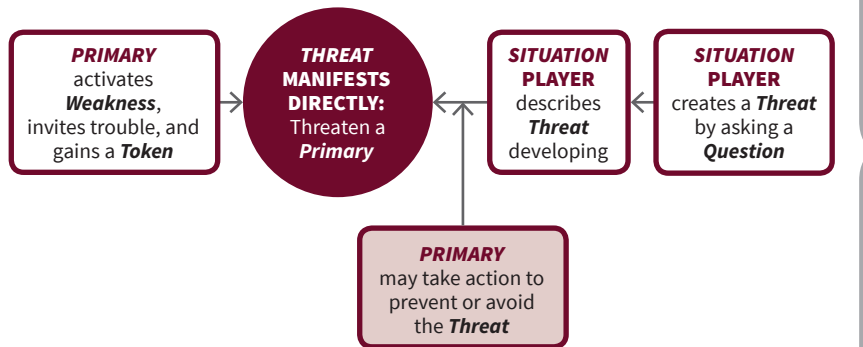 PRIMARY
activates
Weakness,
invites trouble, and
gains a Token
THREAT
MANIFESTS
DIRECTLY:
Threaten a
Primary
SITUATION
PLAYER
describes
Threat
developing
SITUATION
PLAYER
creates a Threat
by asking a
Question
PRIMARY
may take action to
prevent or avoid
the Threat